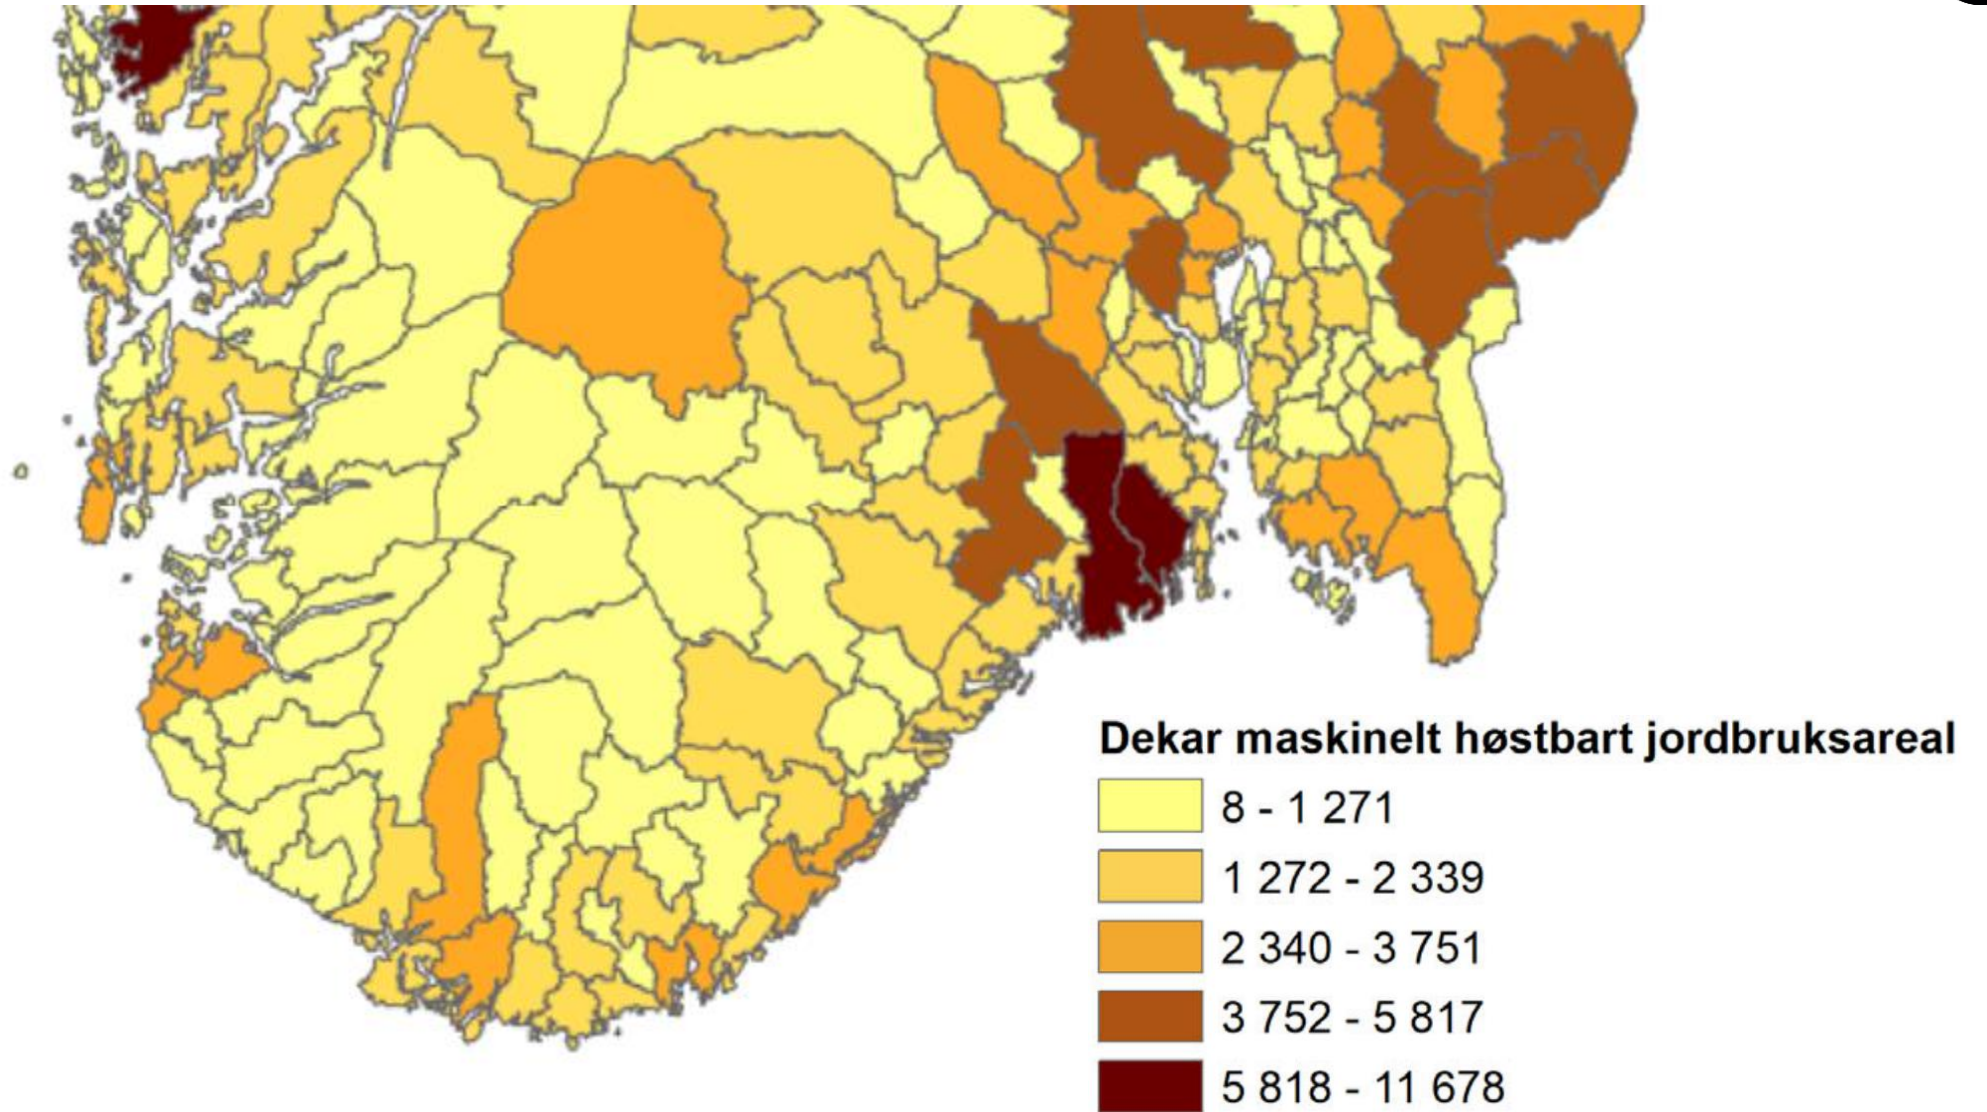 Dekar maskinelt høstbart jordbruksareal
8 - 1 271
1 272 - 2 339
2 340 - 3 751
3 752 - 5 817
5 818 - 11 678